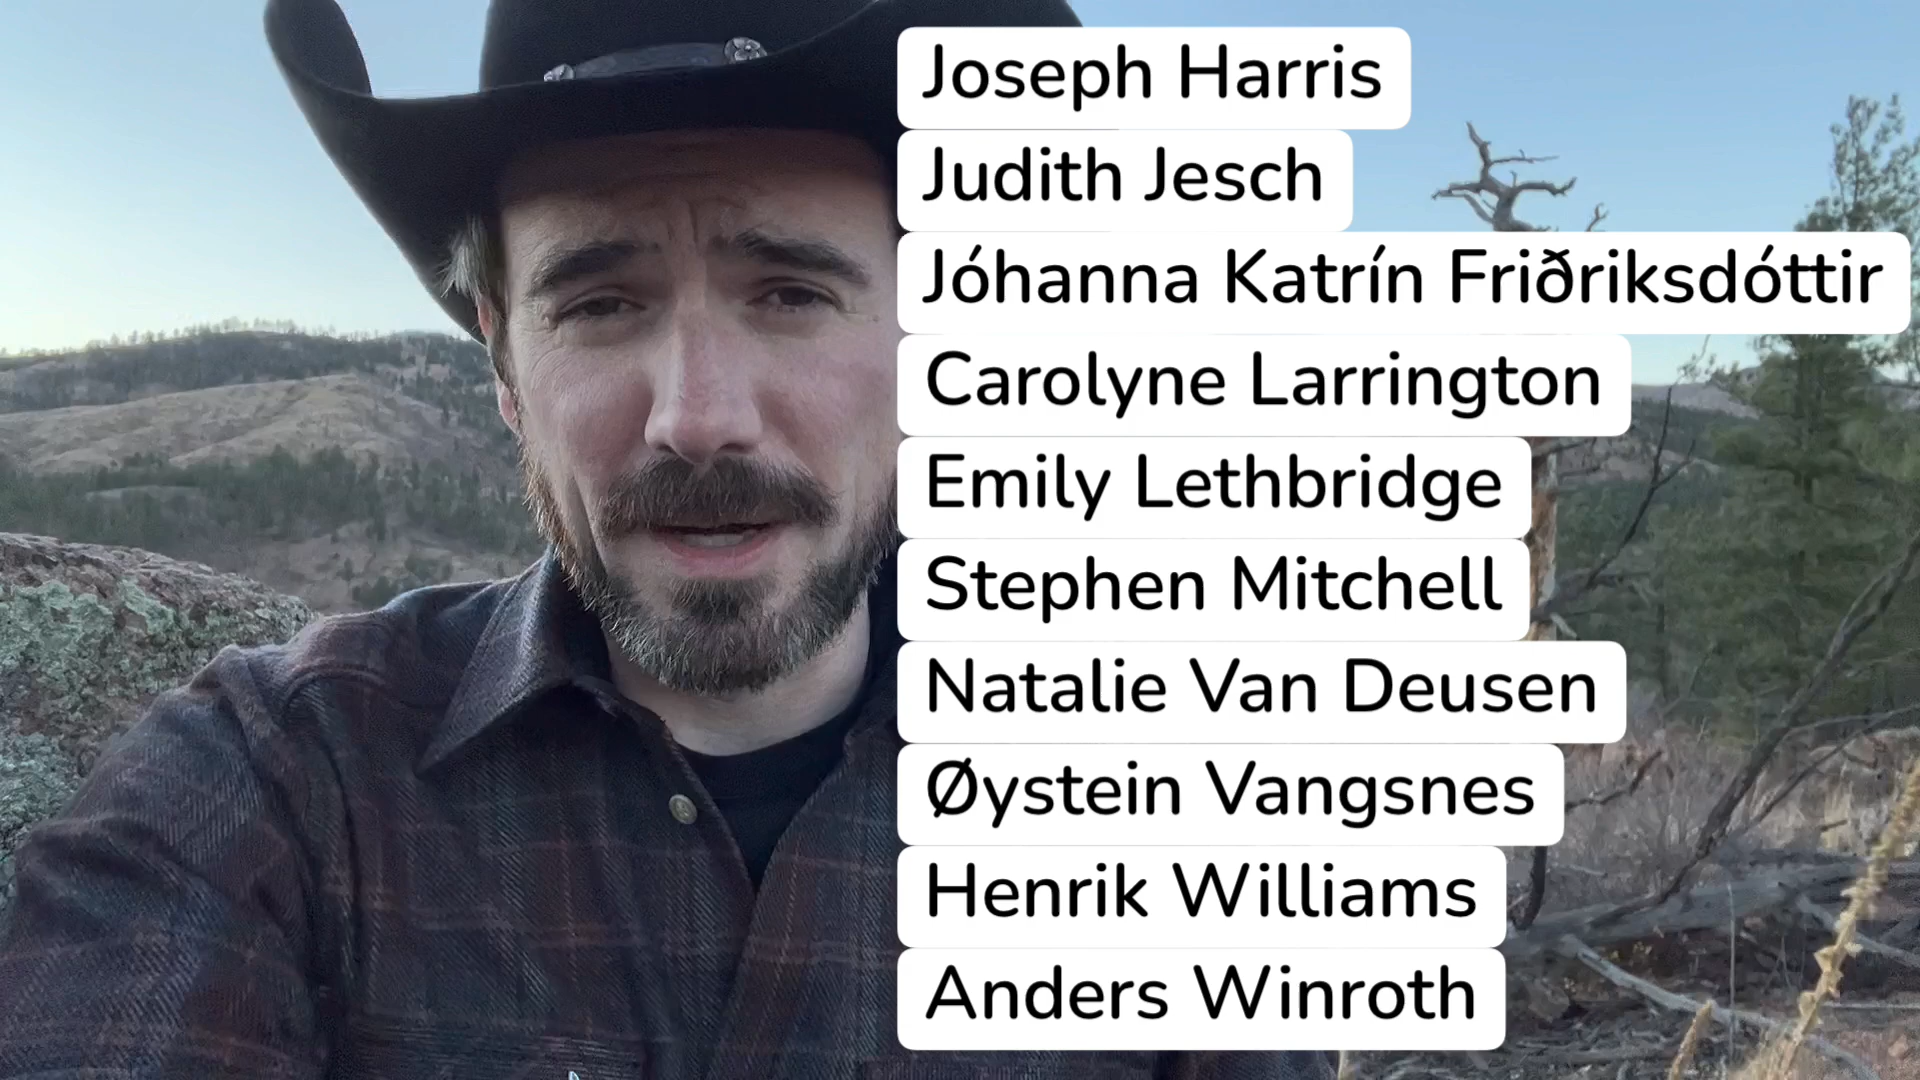 Joseph Harris
Judith Jesch
Jóhanna Katrín Friðriksdóttir
Carolyne Larrington
Emily Lethbridge
Stephen Mitchell
Natalie Van Deusen
Øystein Vangsnes
Henrik Williams
Anders Winroth